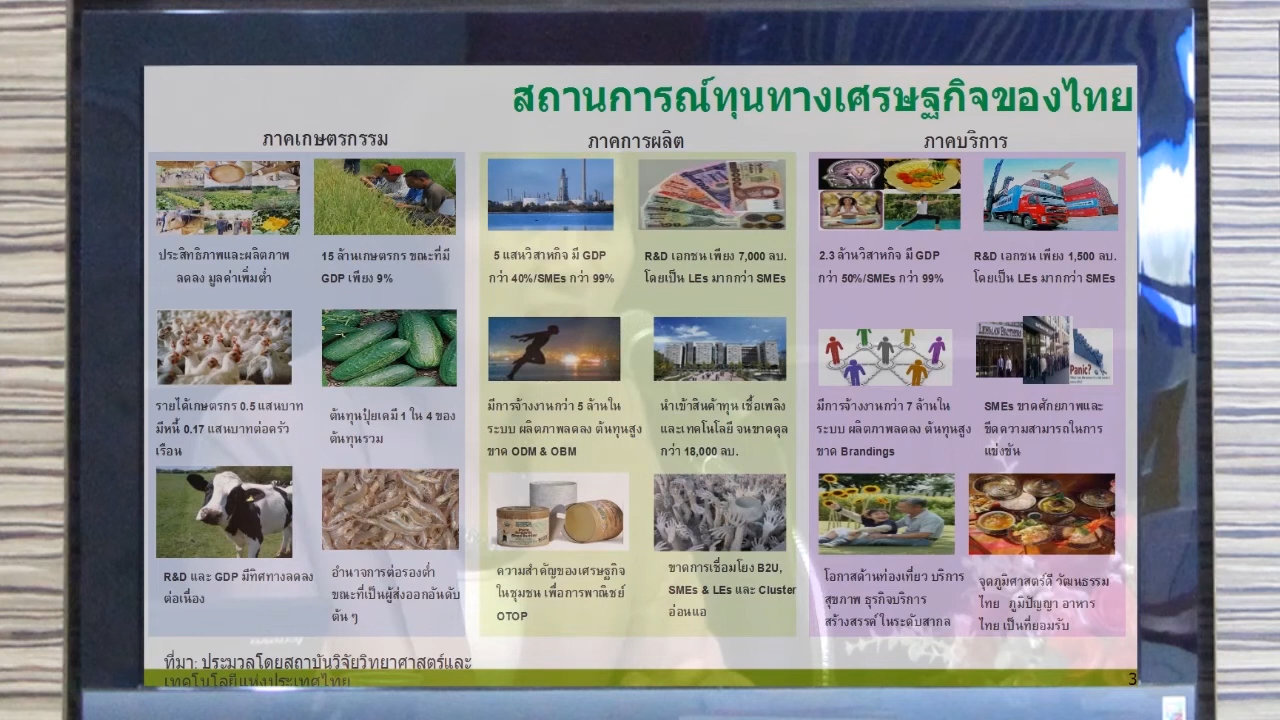 สถานการณ์ทุนทางเศรษฐกิจของไทย
ภาคเกษตรกรรม
ประสิทธิภาพและผลิตภาพ
ลดลง มูลค่าเพิ่มต่ำ
15 ล้านเกษตรกร ขณะที่มี
GDP เพียง 9%
รายได้เกษตรกร 0.5 แสนบาท
มีหนี้ 0.17 แสนบาทต่อครัว
เรือน
ต้นทุนปุ๋ยเคมี 1 ใน 4 ของ
ต้นทุนรวม
R&D และ GDP มีทิศทางลดลง
ต่อเนื่อง
อำนาจการต่อรองต่ำ
ขณะที่เป็นผู้ส่งออกอันดับ
ต้น ๆ
ภาคการผลิต
5 แสนวิสาหกิจ มี GDP
กว่า 40%/SMEs กว่า 99%
R&D เอกชน เพียง 7,000 ลบ.
โดยเป็น LEs มากกว่า SMEs
มีการจ้างงานกว่า 5 ล้านใน
ระบบ ผลิตภาพลดลง ต้นทุนสูง
ขาด ODM & OBM
นำเข้าสินค้าทุน เชื้อเพลิง
และเทคโนโลยี จนขาดดุล
กว่า 18,000 ลบ.
ความสำคัญของเศรษฐกิจ
ในชุมชน เพื่อการพาณิชย์
OTOP
ขาดการเชื่อมโยง B2U,
SMEs & LEs และ Cluster
อ่อนแอ
ภาคบริการ
2.3 ล้านวิสาหกิจ มี GDP
กว่า 50%/SMEs กว่า 99%
R&D เอกชน เพียง 1,500 ลบ.
โดยเป็น LEs มากกว่า SMEs
มีการจ้างงานกว่า 7 ล้านใน
ระบบ ผลิตภาพลดลง ต้นทุนสูง
ขาด Brandings
LEHMAN BROTHERS
Panic?
SMEs ขาดศักยภาพและ
ขีดความสามารถในการ
แข่งขัน
โอกาสด้านท่องเที่ยว บริการ
สุขภาพ ธุรกิจบริการ
สร้างสรรค์ ในระดับสากล
จุดภูมิศาสตร์ดี วัฒนธรรม
ไทย ภูมิปัญญา อาหาร
ไทย เป็นที่ยอมรับ
ที่มา: ประมวลโดยสถาบันวิจัยวิทยาศาสตร์และ
เทคโนโลยีแห่งประเทศไทย
3